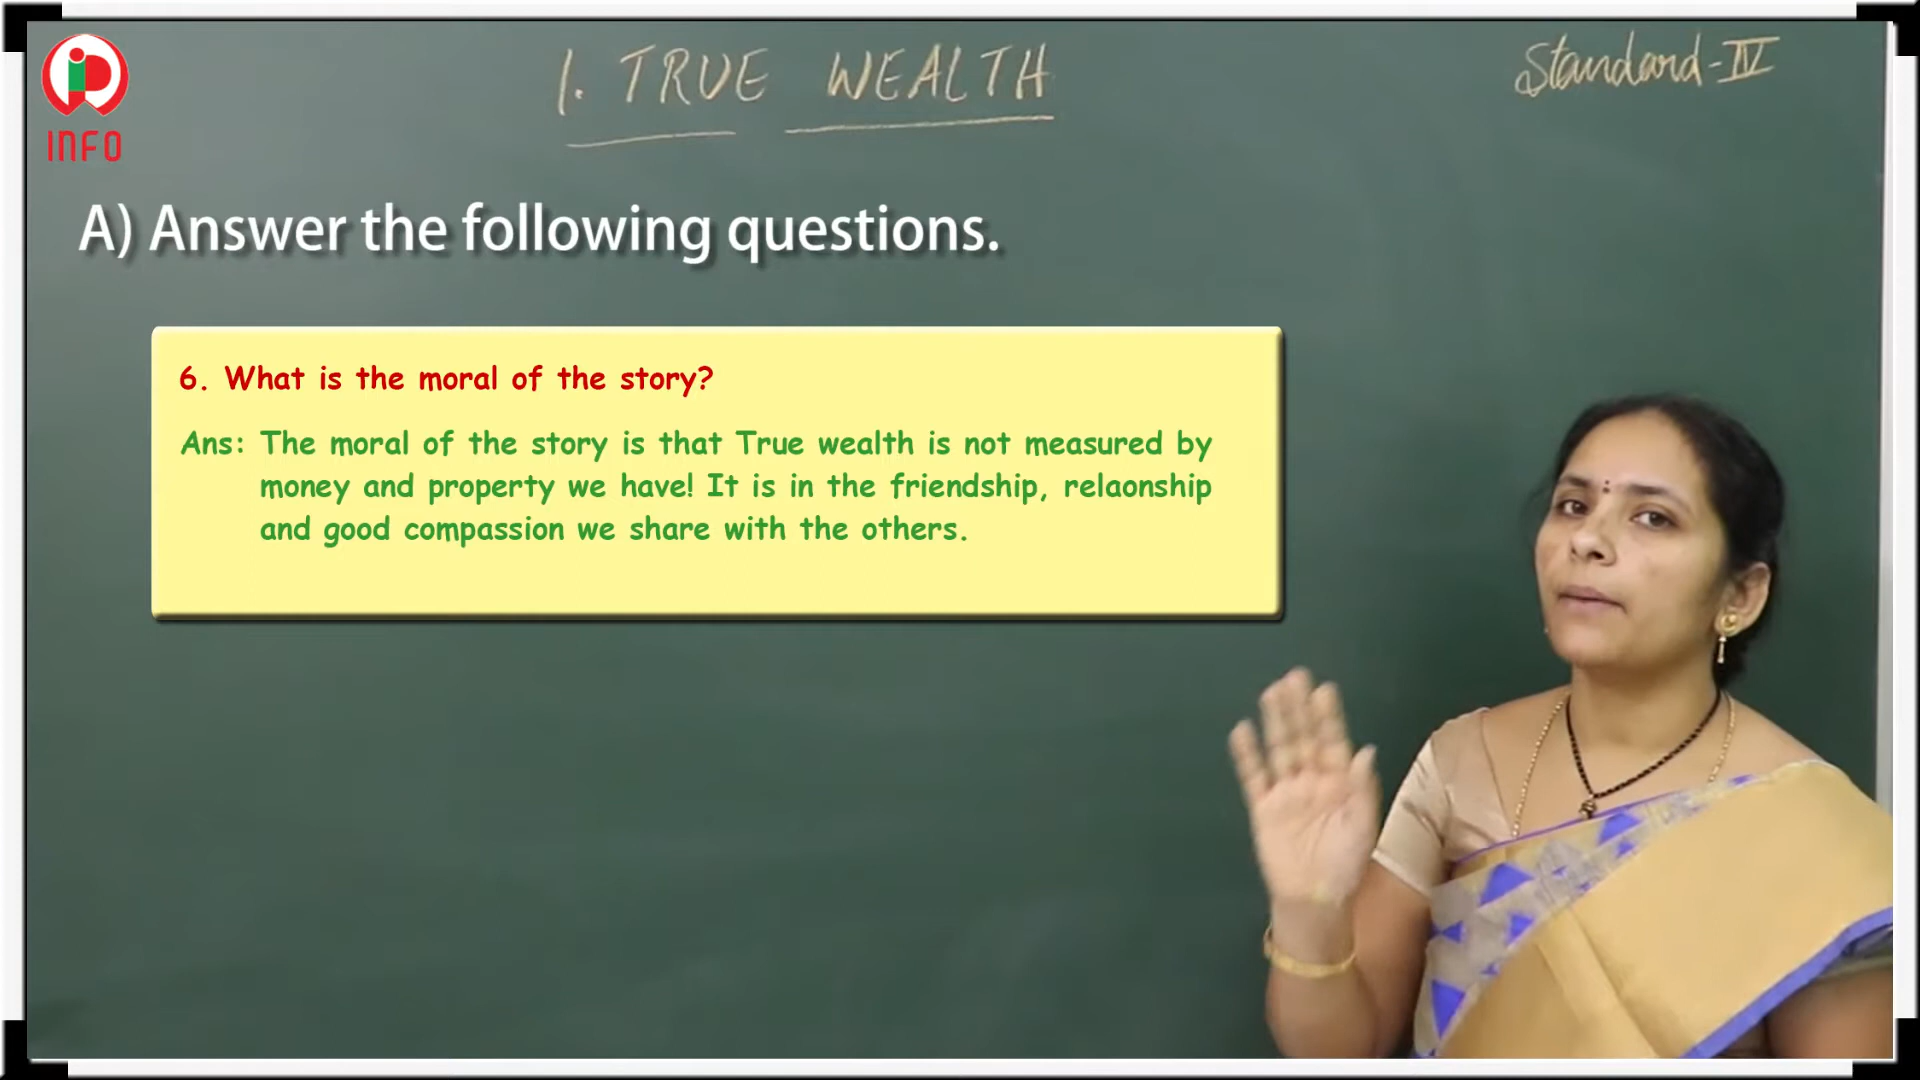 1. TRUE WEALTH
Standard-IV
INFO
A) Answer the following questions.
6. What is the moral of the story?
Ans: The moral of the story is that True wealth is not measured by
money and property we have! It is in the friendship, relaonship
and good compassion we share with the others.